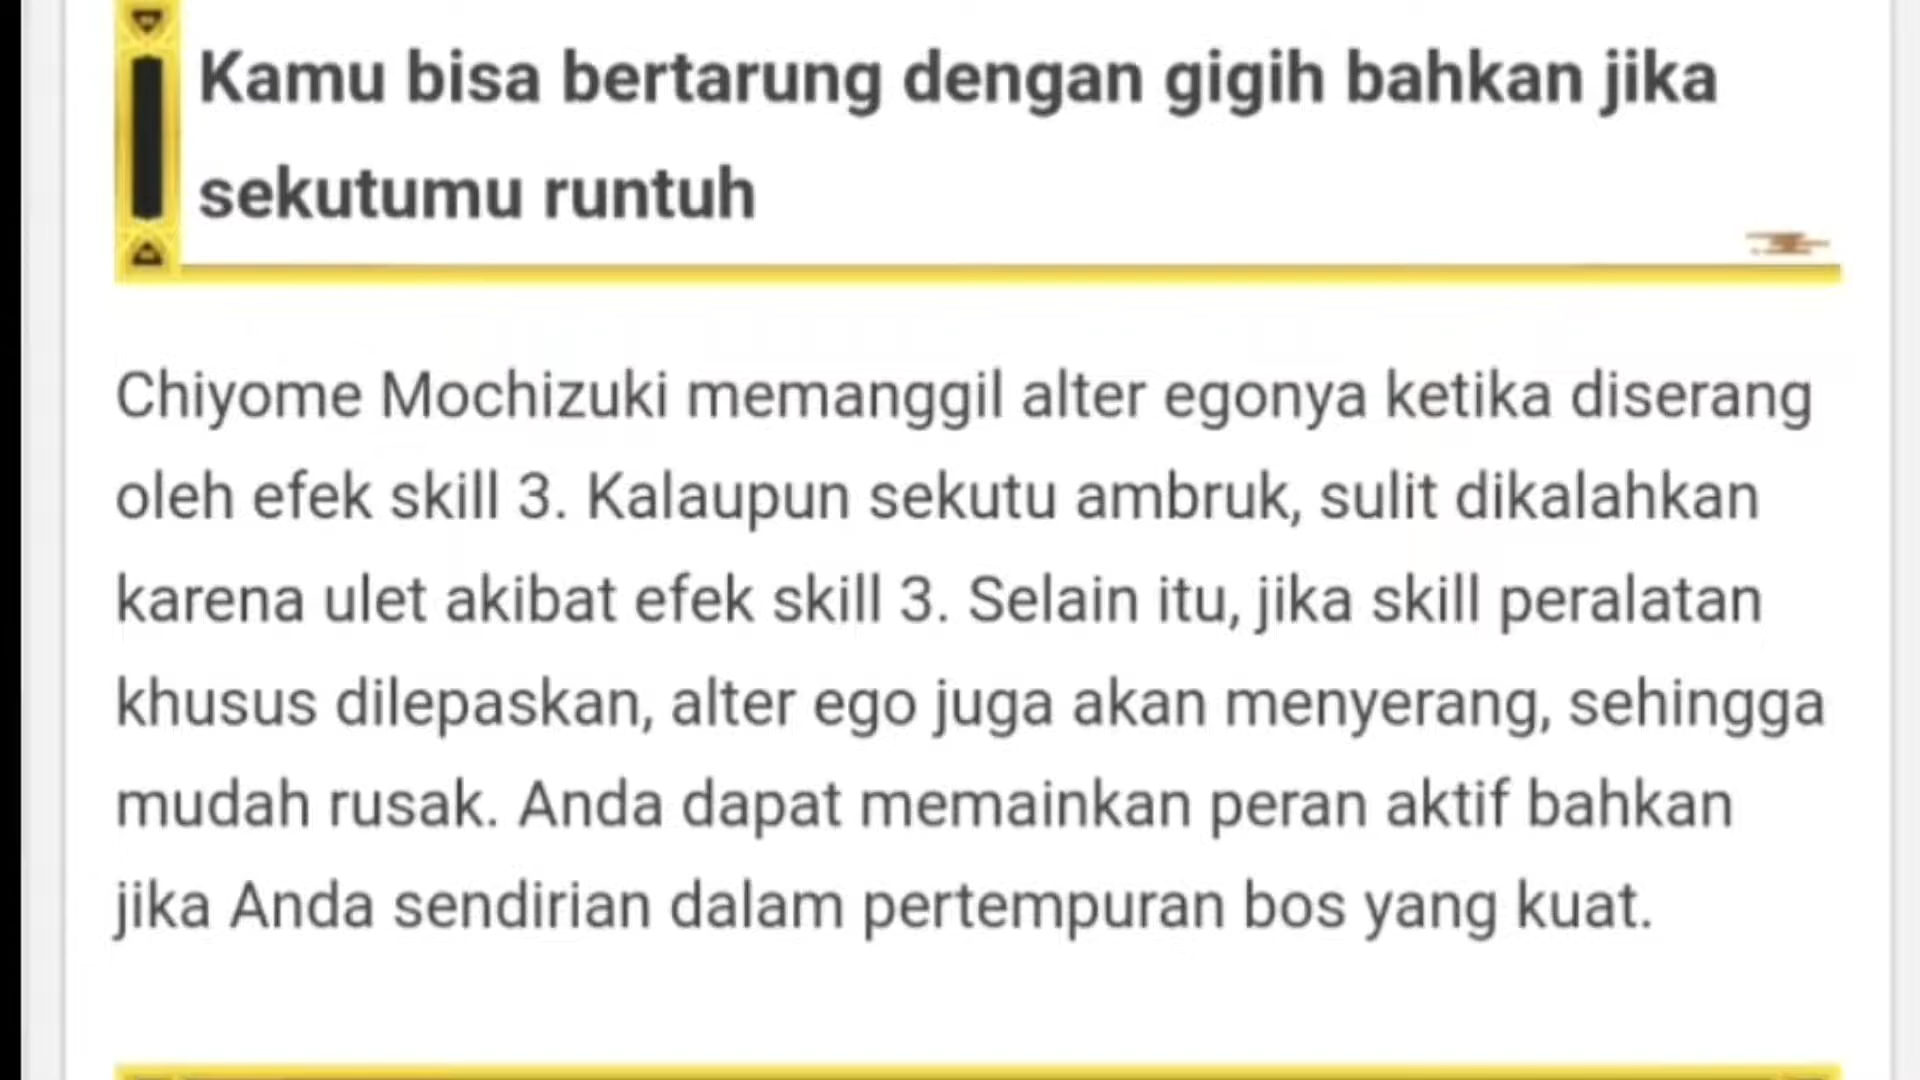 Kamu bisa bertarung dengan gigih bahkan jika
sekutumu runtuh
Chiyome Mochizuki memanggil alter egonya ketika diserang
oleh efek skill 3. Kalaupun sekutu ambruk, sulit dikalahkan
karena ulet akibat efek skill 3. Selain itu, jika skill peralatan
khusus dilepaskan, alter ego juga akan menyerang, sehingga
mudah rusak. Anda dapat memainkan peran aktif bahkan
jika Anda sendirian dalam pertempuran bos yang kuat.